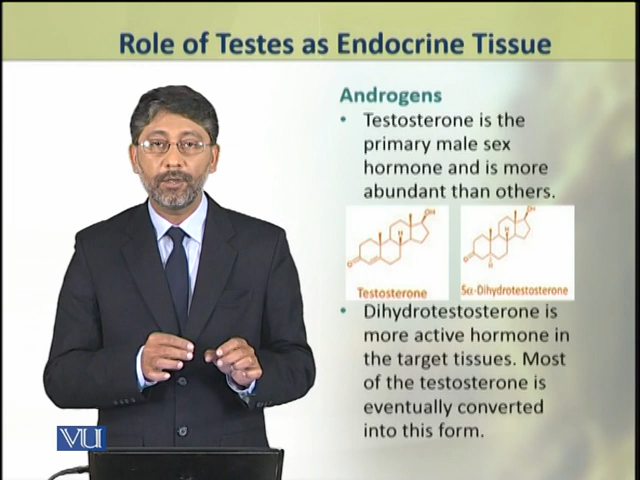 Role of Testes as Endocrine Tissue
Androgens
• Testosterone is the
primary male sex
hormone and is more
abundant than others.
OH
H
O
Testosterone
OH
H
O
H
5α-Dihydrotestosterone
• Dihydrotestosterone is
more active hormone in
the target tissues. Most
of the testosterone is
eventually converted
into this form.
VU